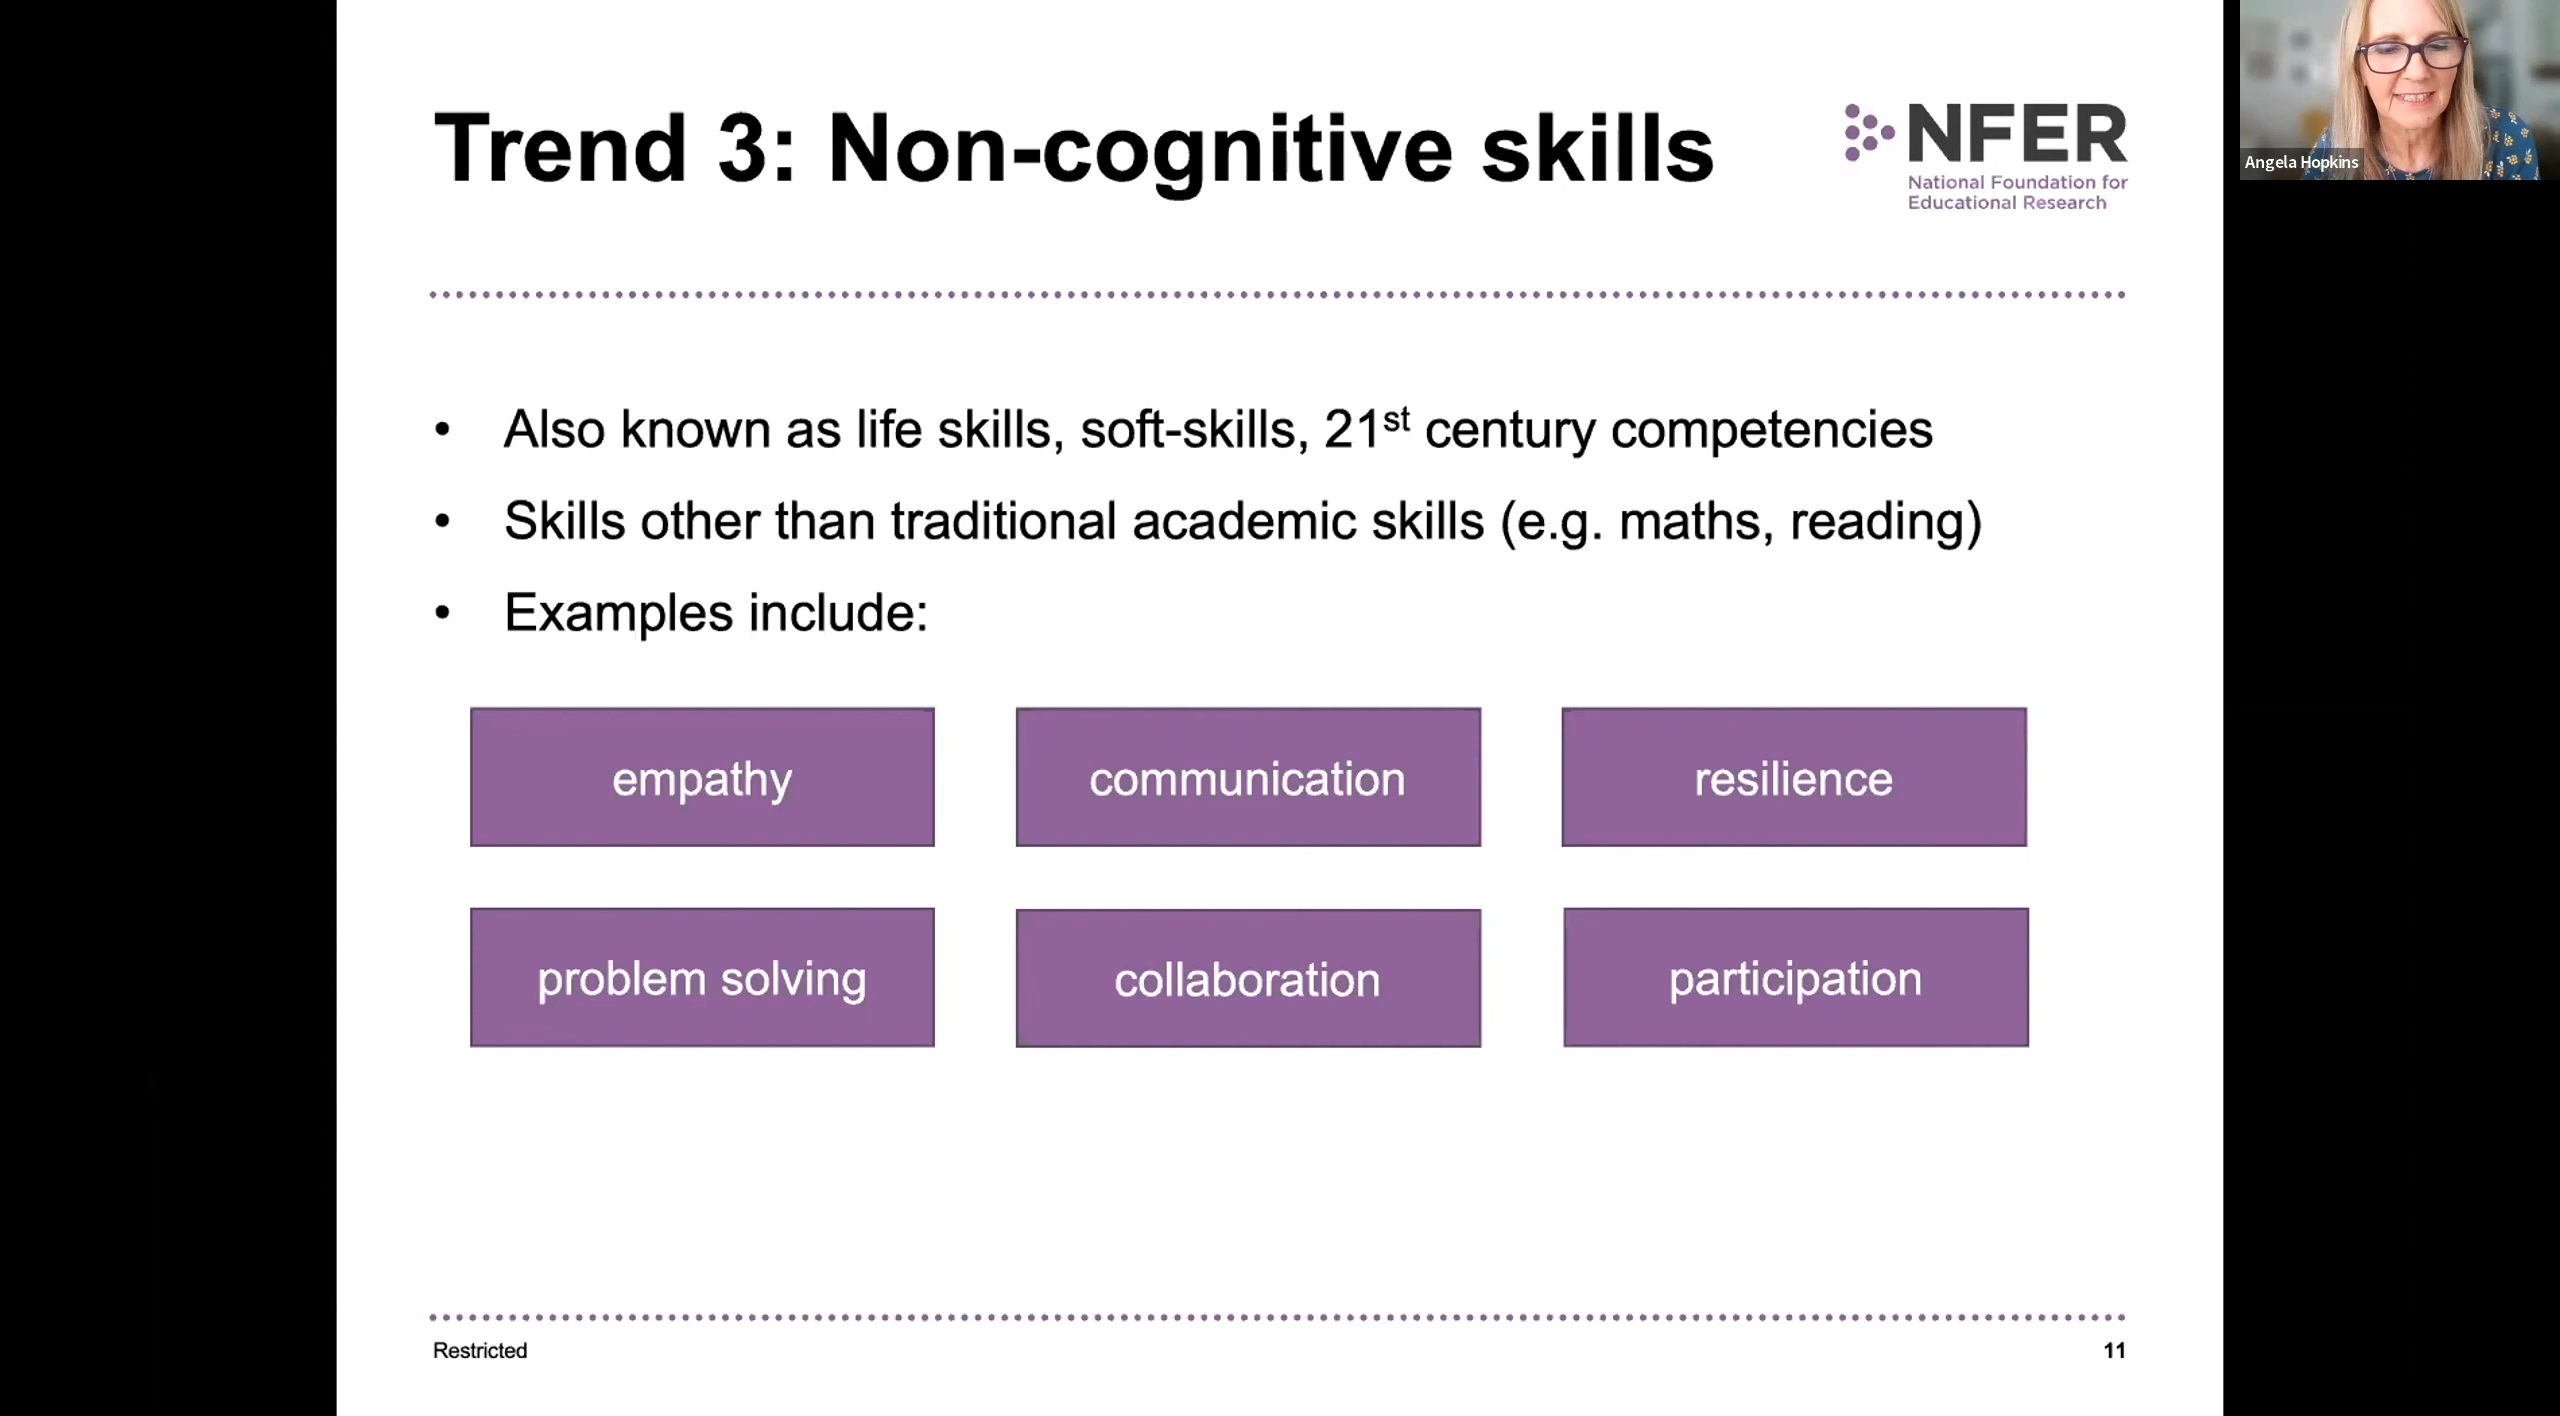 Trend 3: Non-cognitive skills
NFER
National Foundation for
Educational Research
Angela Hopkins
• Also known as life skills, soft-skills, 21st century competencies
• Skills other than traditional academic skills (e.g. maths, reading)
• Examples include:
empathy
communication
resilience
problem solving
collaboration
participation
Restricted
11